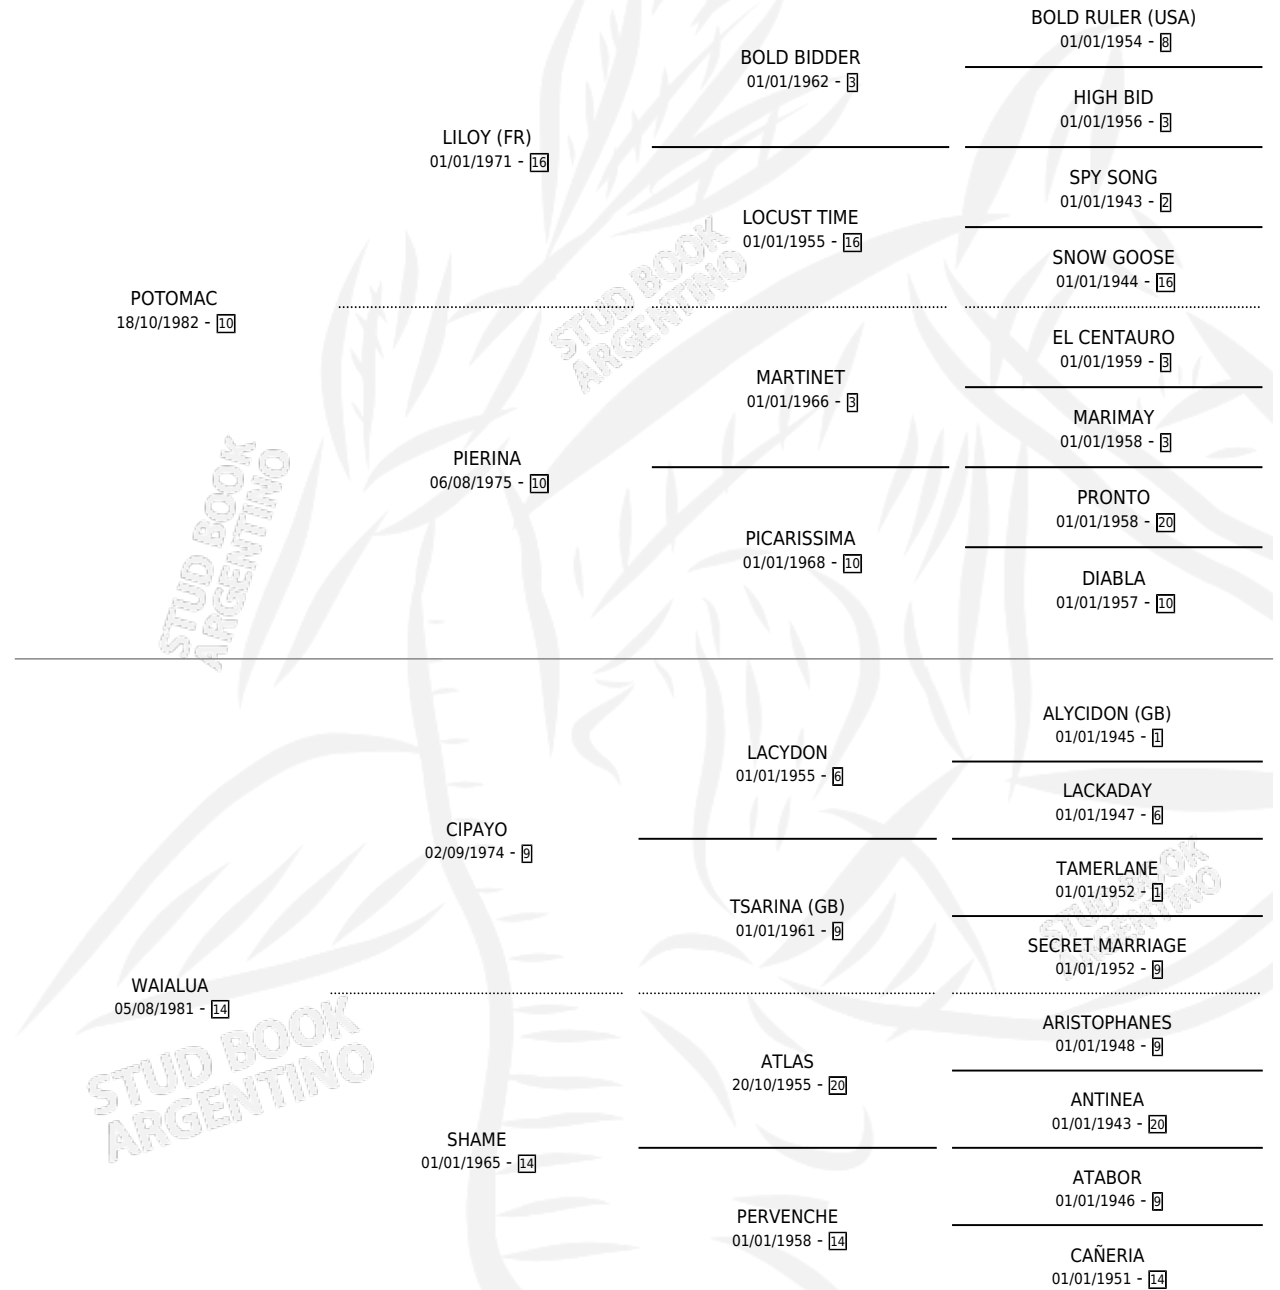 BOLD RULER (USA)
01/01/1954 - 8
BOLD BIDDER
01/01/1962 - 3
HIGH BID
01/01/1956 - 3
LILOY (FR)
01/01/1971 - 16
SPY SONG
01/01/1943 - 2
LOCUST TIME
01/01/1955 - 16
SNOW GOOSE
01/01/1944 - 16
POTOMAC
18/10/1982 - 10
STUD BOOK
ARGENTINO
EL CENTAURO
01/01/1959 - 3
MARTINET
01/01/1966 - 3
MARIMAY
01/01/1958 - 3
PIERINA
06/08/1975 - 10
PRONTO
01/01/1958 - 20
PICARISSIMA
01/01/1968 - 10
DIABLA
01/01/1957 - 10
STUD BOOK
ARGENTINO
ALYCIDON (GB)
01/01/1945 - 1
LACYDON
01/01/1955 - 6
LACKADAY
01/01/1947 - 6
CIPAYO
02/09/1974 - 9
TAMERLANE
01/01/1952 - 1
TSARINA (GB)
01/01/1961 - 9
STUD BOOK
ARGENTINO
SECRET MARRIAGE
01/01/1952 - 9
WAIALUA
05/08/1981 - 14
STUD BOOK
ARGENTINO
ARISTOPHANES
01/01/1948 - 9
ATLAS
20/10/1955 - 20
ANTINEA
01/01/1943 - 20
SHAME
01/01/1965 - 14
ATABOR
01/01/1946 - 9
PERVENCHE
01/01/1958 - 14
CAÑERIA
01/01/1951 - 14